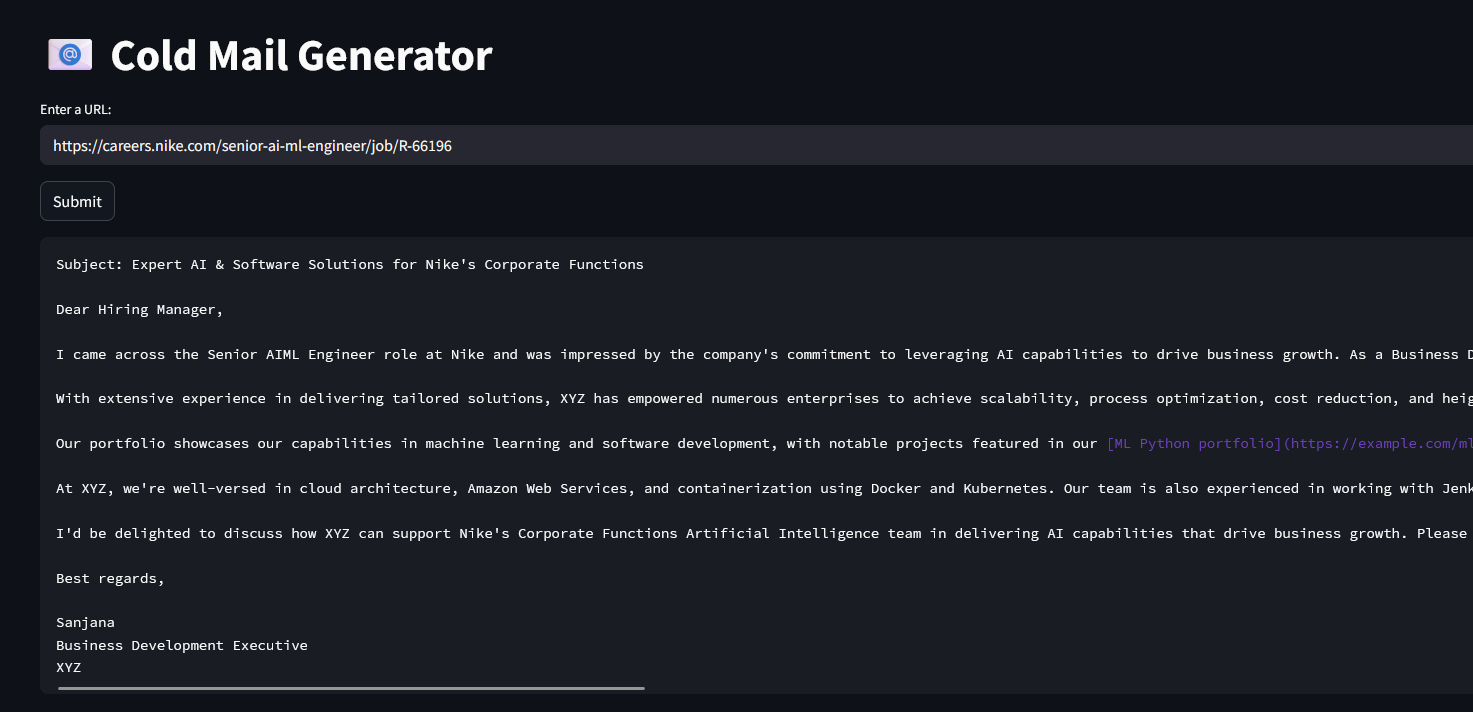 Cold Mail Generator
Enter a URL:
https://careers.nike.com/senior-ai-ml-engineer/job/R-66196
Submit
Subject: Expert AI & Software Solutions for Nike's Corporate Functions
Dear Hiring Manager,
I came across the Senior AIML Engineer role at Nike and was impressed by the company's commitment to leveraging AI capabilities to drive business growth. As a Business
With extensive experience in delivering tailored solutions, XYZ has empowered numerous enterprises to achieve scalability, process optimization, cost reduction, and
Our portfolio showcases our capabilities in machine learning and software development, with notable projects featured in our [ML Python portfolio](https://example.com/ml
At XYZ, we're well-versed in cloud architecture, Amazon Web Services, and containerization using Docker and Kubernetes. Our team is also experienced in working with
I'd be delighted to discuss how XYZ can support Nike's Corporate Functions Artificial Intelligence team in delivering AI capabilities that drive business growth. Please
Best regards,
Sanjana
Business Development Executive
XYZ